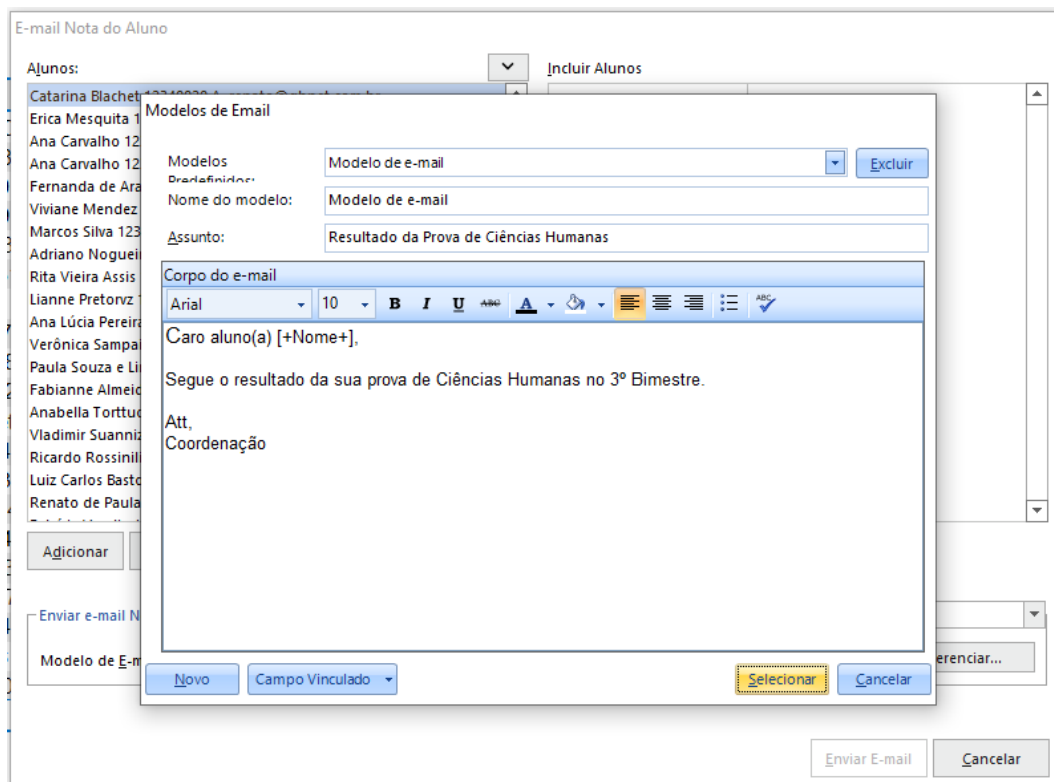 E-mail Nota do Aluno
Alunos:
Incluir Alunos
Catarina Blachet
Erica Mesquita 1
Ana Carvalho 12
Ana Carvalho 12
Fernanda de Ara
Viviane Mendez
Marcos Silva 123
Adriano Noguei
Rita Vieira Assis
Lianne Pretorvz
Ana Lúcia Pereira
Verônica Sampai
Paula Souza e Li
Fabianne Almeid
Anabella Torttuc
Vladimir Suanniz
Ricardo Rossinili
Luiz Carlos Basto
Renato de Paula
Adicionar
Enviar e-mail N
Modelo de E-m
erenciar...
Enviar E-mail
Cancelar
Modelos de Email
Modelos
Predefinidos:
Modelo de e-mail
Excluir
Nome do modelo:
Modelo de e-mail
Assunto:
Resultado da Prova de Ciências Humanas
Corpo do e-mail
Arial 10 B I U ABC A ABC
Caro aluno(a) [+Nome+],
Segue o resultado da sua prova de Ciências Humanas no 3º Bimestre.
Att,
Coordenação
Novo
Campo Vinculado
Selecionar
Cancelar